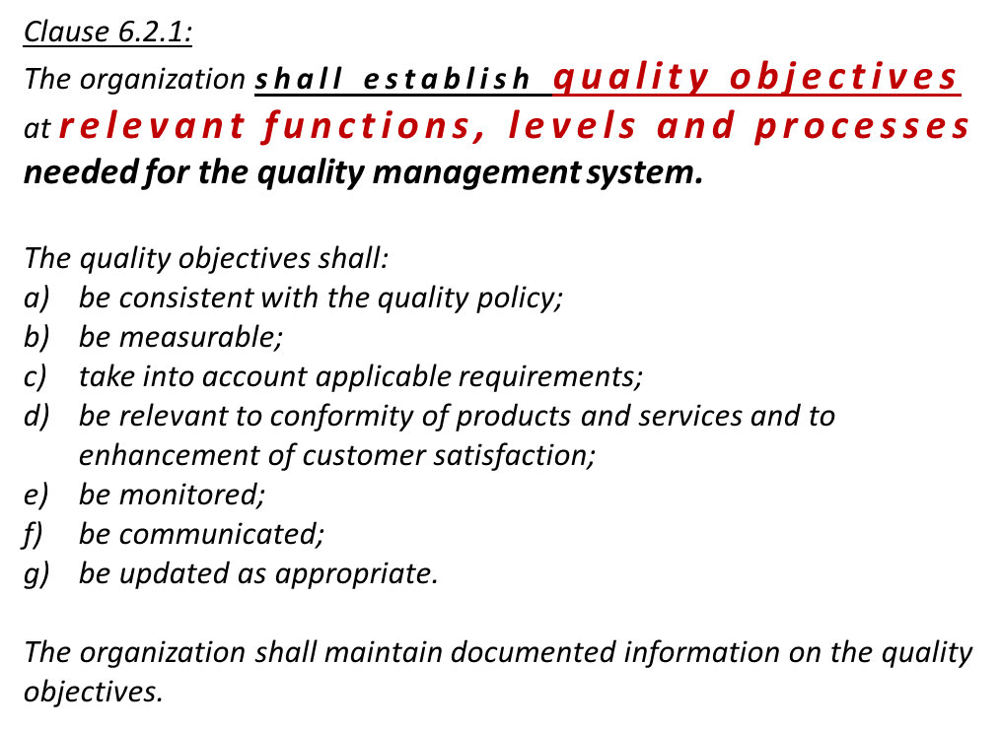 Clause 6.2.1:
The organization shall establish quality objectives
at relevant functions, levels and processes
needed for the quality management system.
The quality objectives shall:
a) be consistent with the quality policy;
b) be measurable;
c) take into account applicable requirements;
d) be relevant to conformity of products and services and to
enhancement of customer satisfaction;
e) be monitored;
f) be communicated;
g) be updated as appropriate.
The organization shall maintain documented information on the quality
objectives.